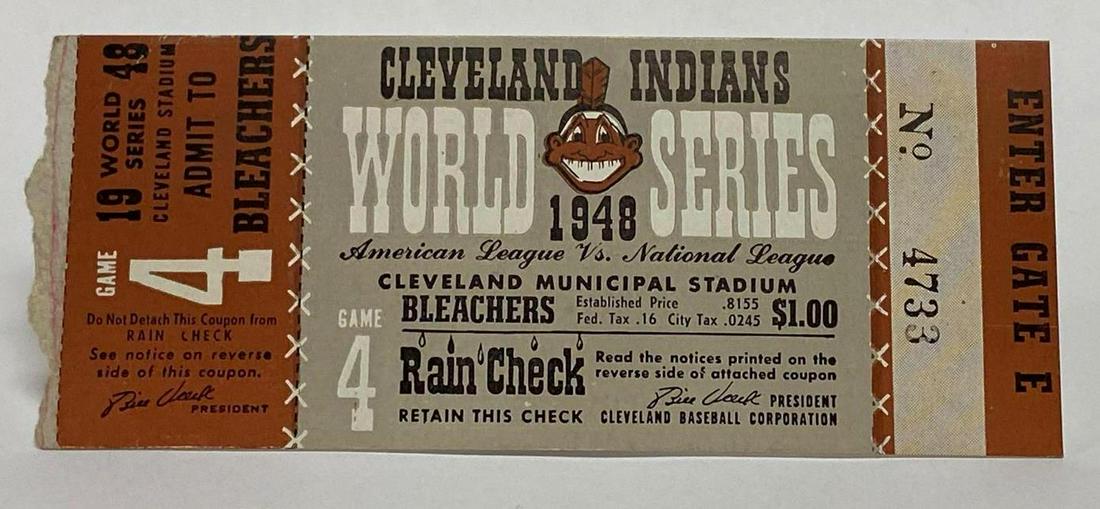 19 WORLD SERIES 48
CLEVELAND STADIUM
ADMIT TO
BLEACHERS
GAME
4
Do Not Detach This Coupon from
RAIN CHECK
See notice on reverse
side of this coupon.
Bill Veeck
PRESIDENT
CLEVELAND INDIANS
WORLD SERIES
1948
American League Vs. National League
CLEVELAND MUNICIPAL STADIUM
BLEACHERS Established Price .8155 $1.00
Fed. Tax .16 City Tax .0245
GAME
4
Rain Check
Read the notices printed on the
reverse side of attached coupon
Bill Veeck PRESIDENT
RETAIN THIS CHECK CLEVELAND BASEBALL CORPORATION
No. 4733
ENTER GATE E